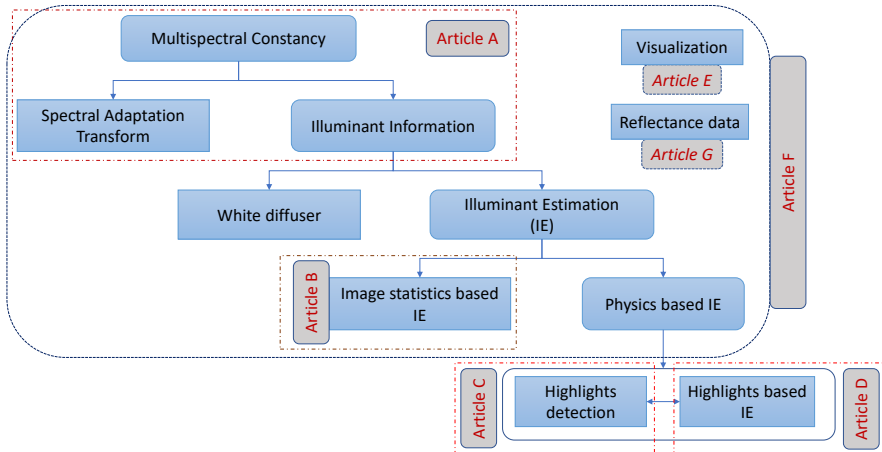 Multispectral Constancy
Article A
Visualization
Article E
Spectral Adaptation
Transform
Illuminant Information
Reflectance data
Article G
Article F
White diffuser
Illuminant Estimation
(IE)
Article B
Image statistics based
IE
Physics based IE
Article C
Highlights
detection
Highlights based
IE
Article D